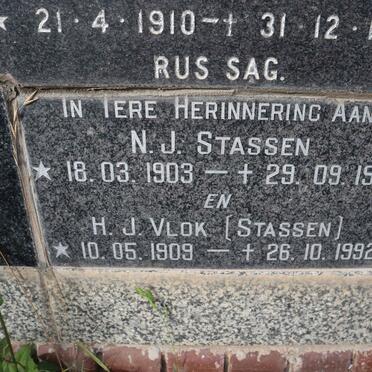 21·4·1910-† 31·12·1
RUS SAG.
IN TERE HERINNERING AAN
N.J. STASSEN
★ 18.03.1903 — † 29.09.19
EN
H.J. VLOK (STASSEN)
★ 10.05.1909 — † 26.10.1992